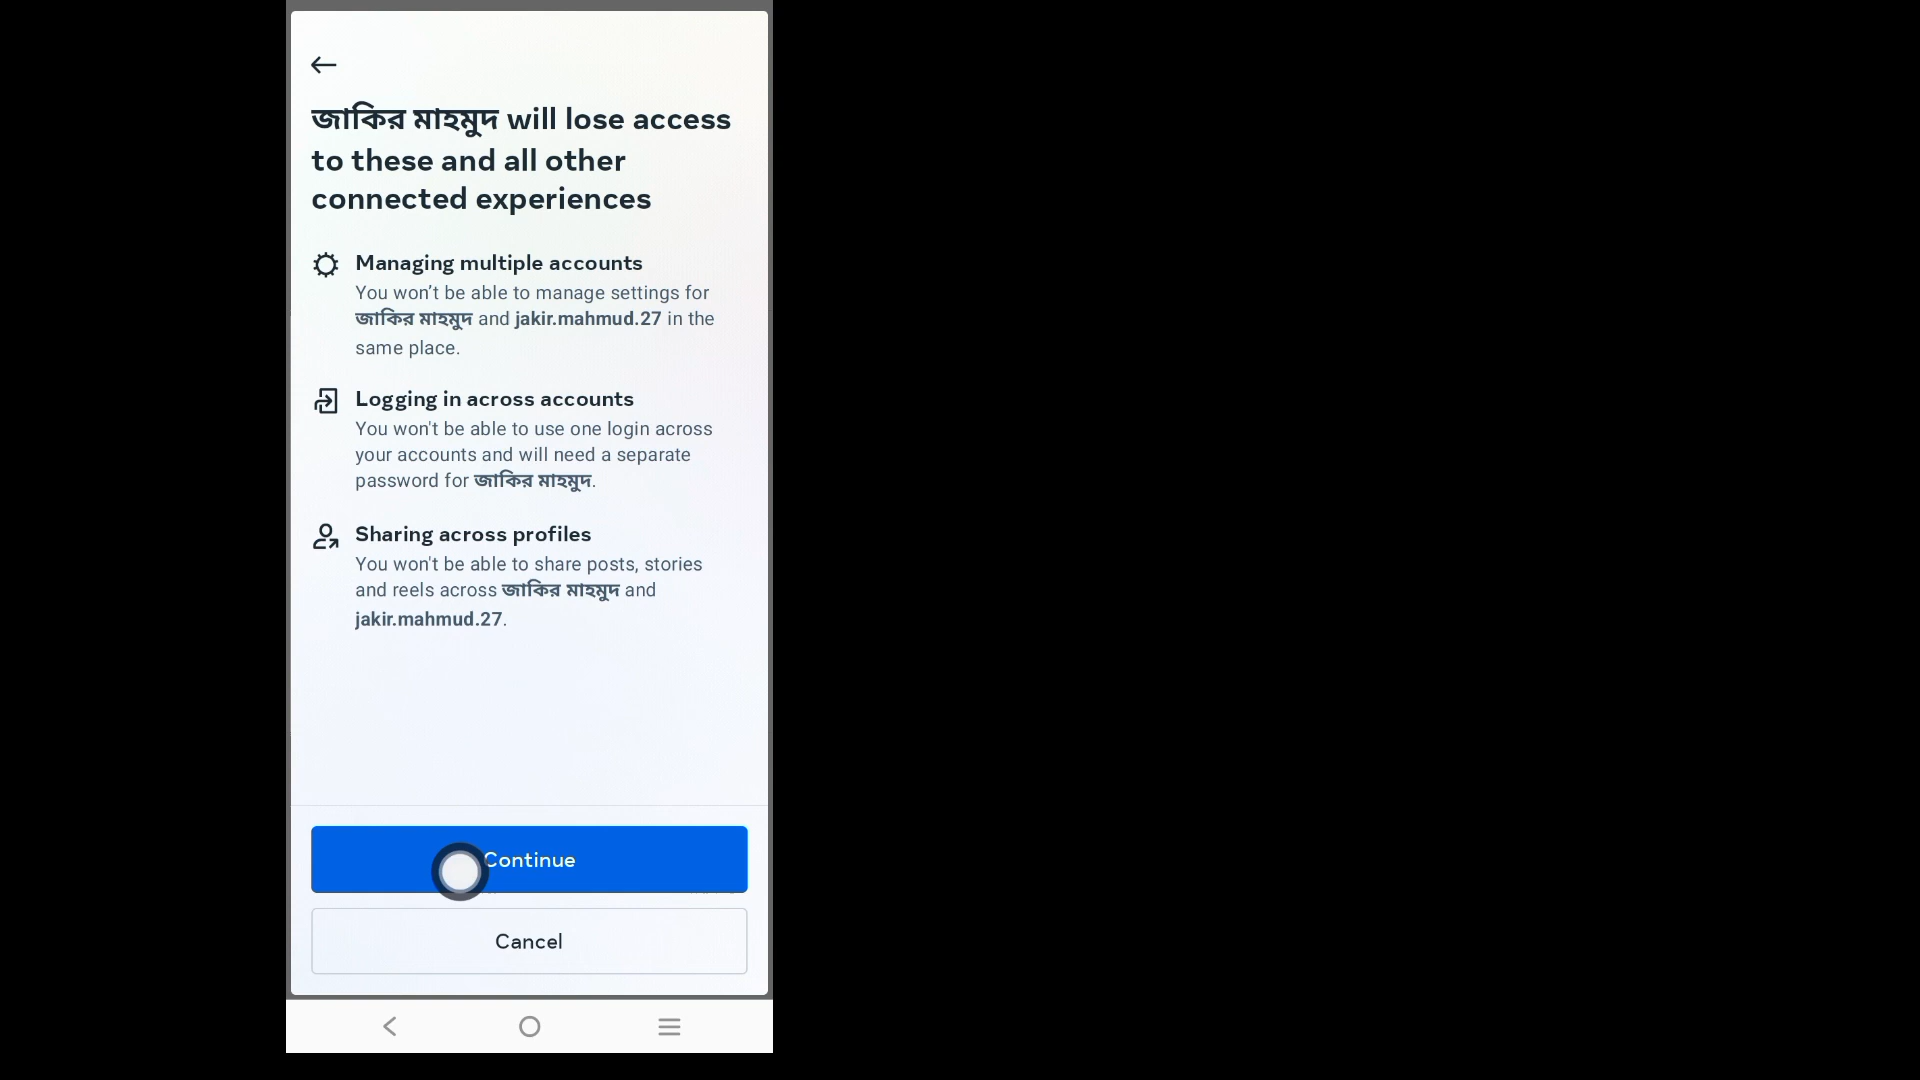 জাকির মাহমুদ will lose access
to these and all other
connected experiences
Managing multiple accounts
You won’t be able to manage settings for
জাকির মাহমুদ and jakir.mahmud.27 in the
same place.
Logging in across accounts
You won't be able to use one login across
your accounts and will need a separate
password for জাকির মাহমুদ.
Sharing across profiles
You won't be able to share posts, stories
and reels across জাকির মাহমুদ and
jakir.mahmud.27.
Continue
Cancel